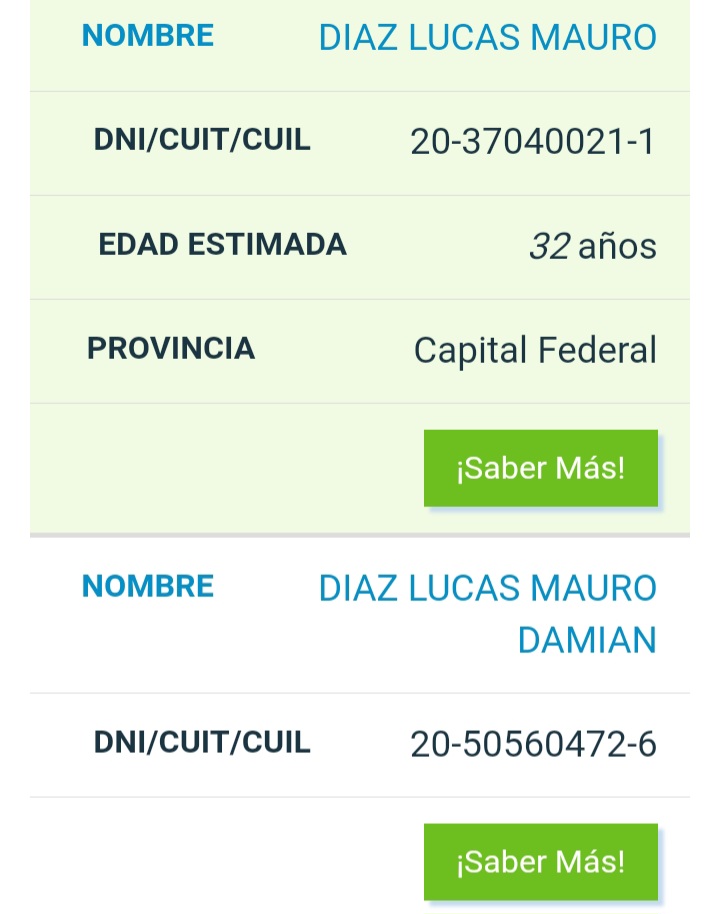 NOMBRE DIAZ LUCAS MAURO
DNI/CUIT/CUIL 20-37040021-1
EDAD ESTIMADA 32 años
PROVINCIA Capital Federal
¡Saber Más!
NOMBRE DIAZ LUCAS MAURO
DAMIAN
DNI/CUIT/CUIL 20-50560472-6
¡Saber Más!